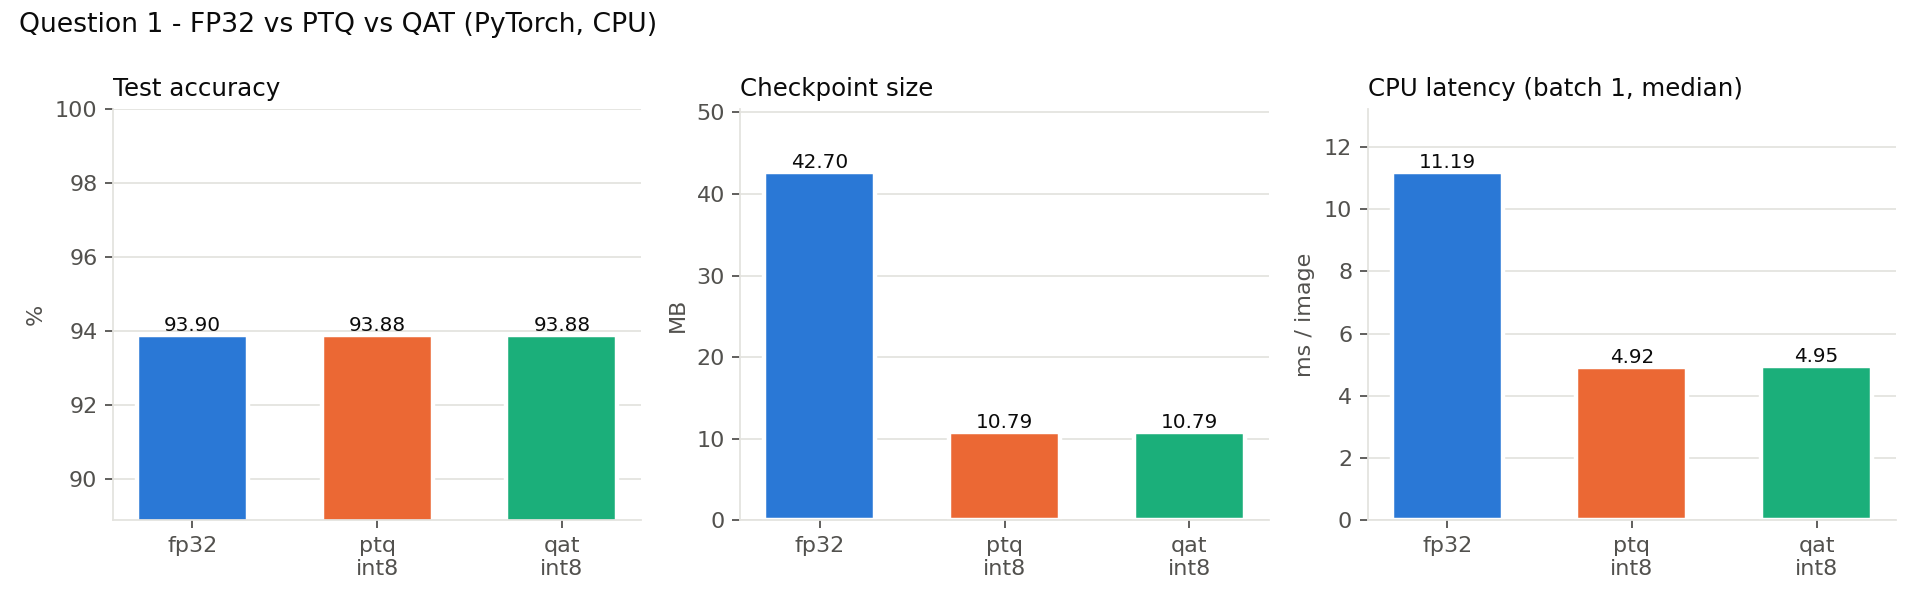 Question 1 - FP32 vs PTQ vs QAT (PyTorch, CPU)
Test accuracy
100
98
96
94
92
90
%
93.90
93.88
93.88
fp32
ptq
int8
qat
int8
Checkpoint size
50
40
30
20
10
0
MB
42.70
10.79
10.79
fp32
ptq
int8
qat
int8
CPU latency (batch 1, median)
12
10
8
6
4
2
0
ms / image
11.19
4.92
4.95
fp32
ptq
int8
qat
int8